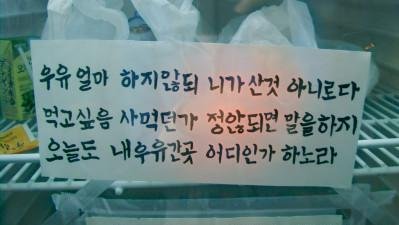 우유얼마 하지않되 니가산것 아니로다
먹고싶음 사먹던가 정않되면 말을하지
오늘도 내우유간곳 어디인가 하노라